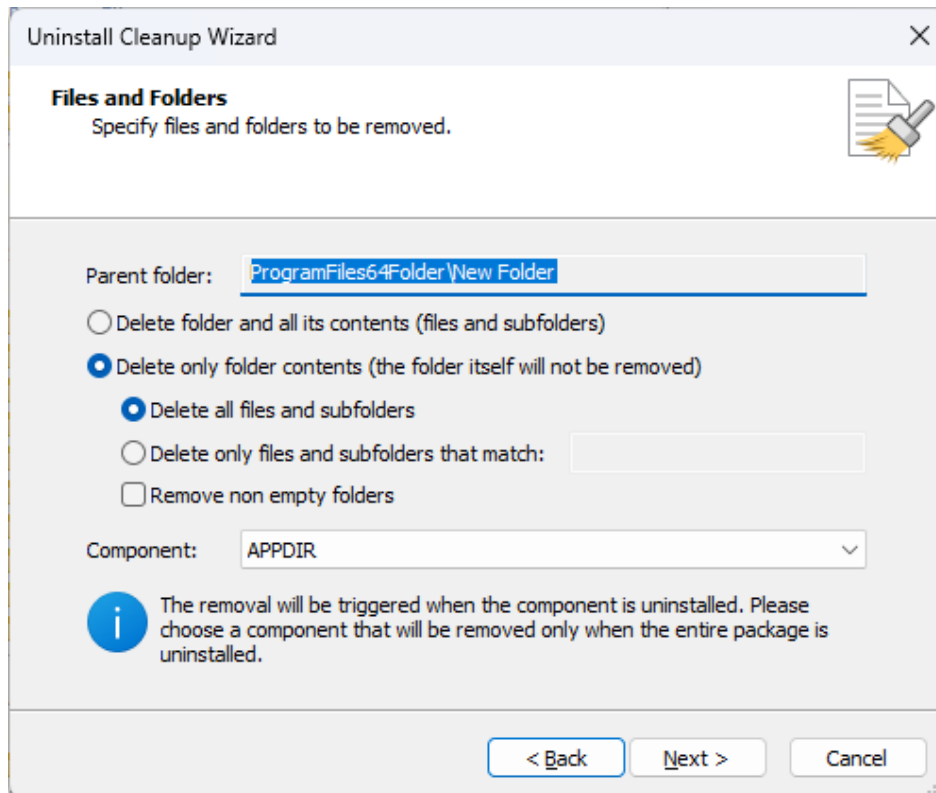 Uninstall Cleanup Wizard
Files and Folders
Specify files and folders to be removed.
Parent folder: ProgramFiles64Folder\New Folder
Delete folder and all its contents (files and subfolders)
Delete only folder contents (the folder itself will not be removed)
Delete all files and subfolders
Delete only files and subfolders that match:
Remove non empty folders
Component: APPDIR
The removal will be triggered when the component is uninstalled. Please
choose a component that will be removed only when the entire package is
uninstalled.
< Back Next > Cancel